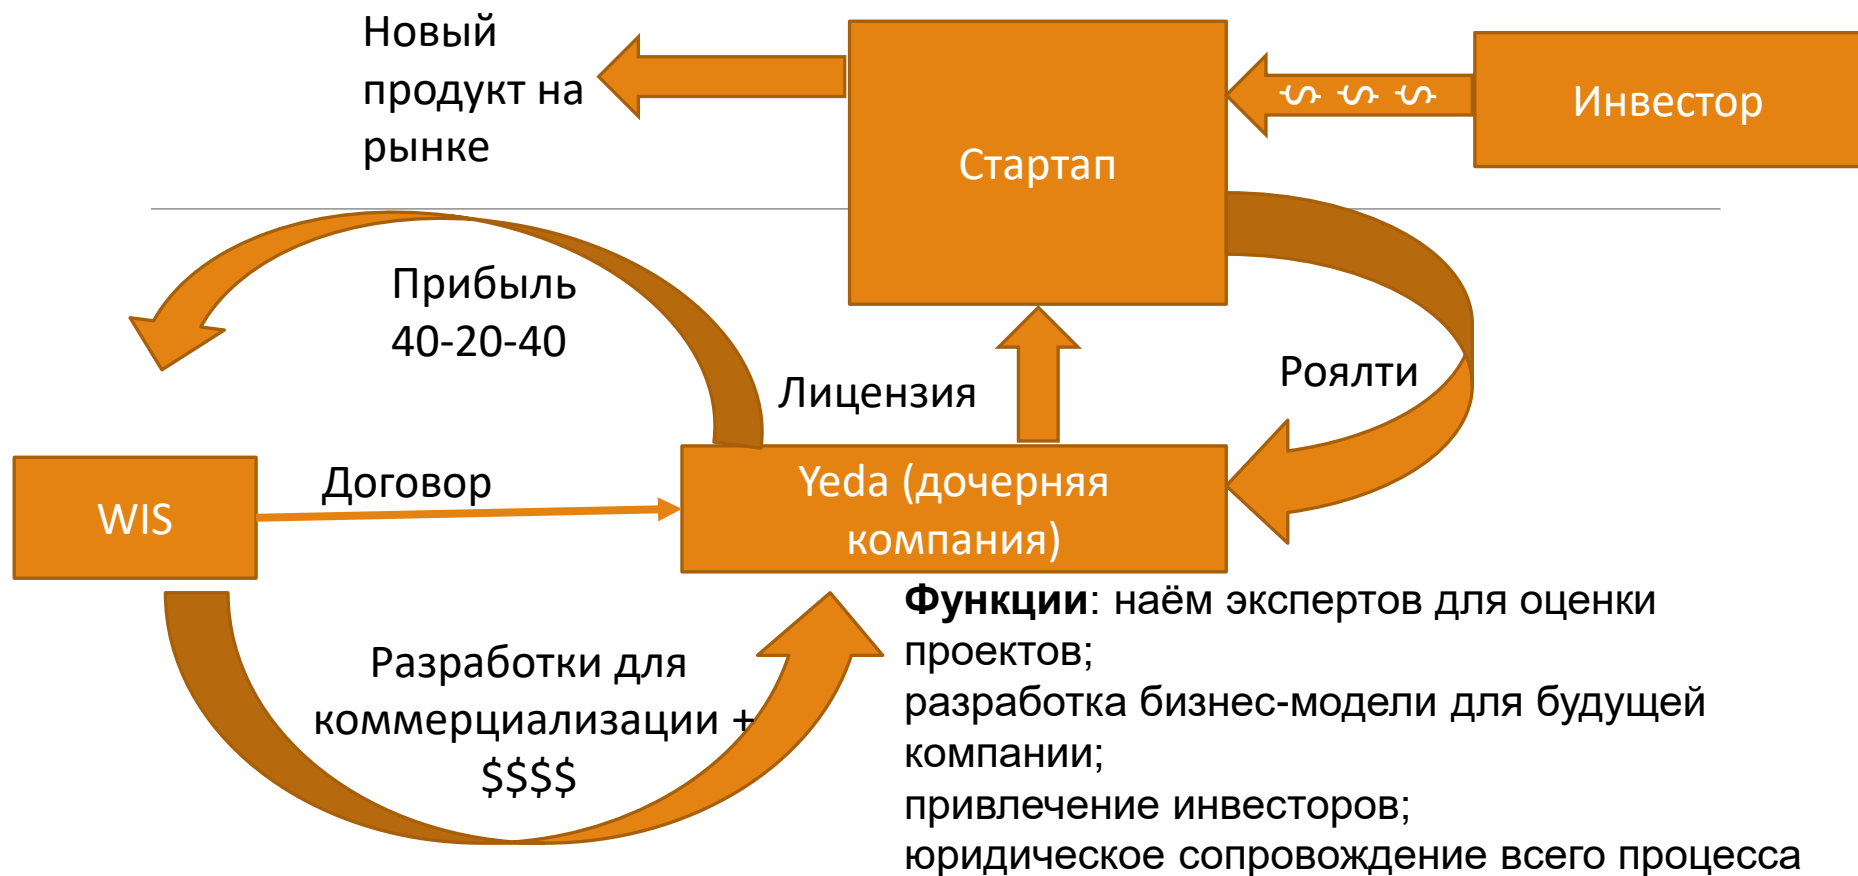 Новый
продукт на
рынке
Стартап
$ $ $
Инвестор
Прибыль
40-20-40
Лицензия
Роялти
WIS
Договор
Yeda (дочерняя
компания)
Разработки для
коммерциализации +
$$$$
Функции: наём экспертов для оценки
проектов;
разработка бизнес-модели для будущей
компании;
привлечение инвесторов;
юридическое сопровождение всего процесса